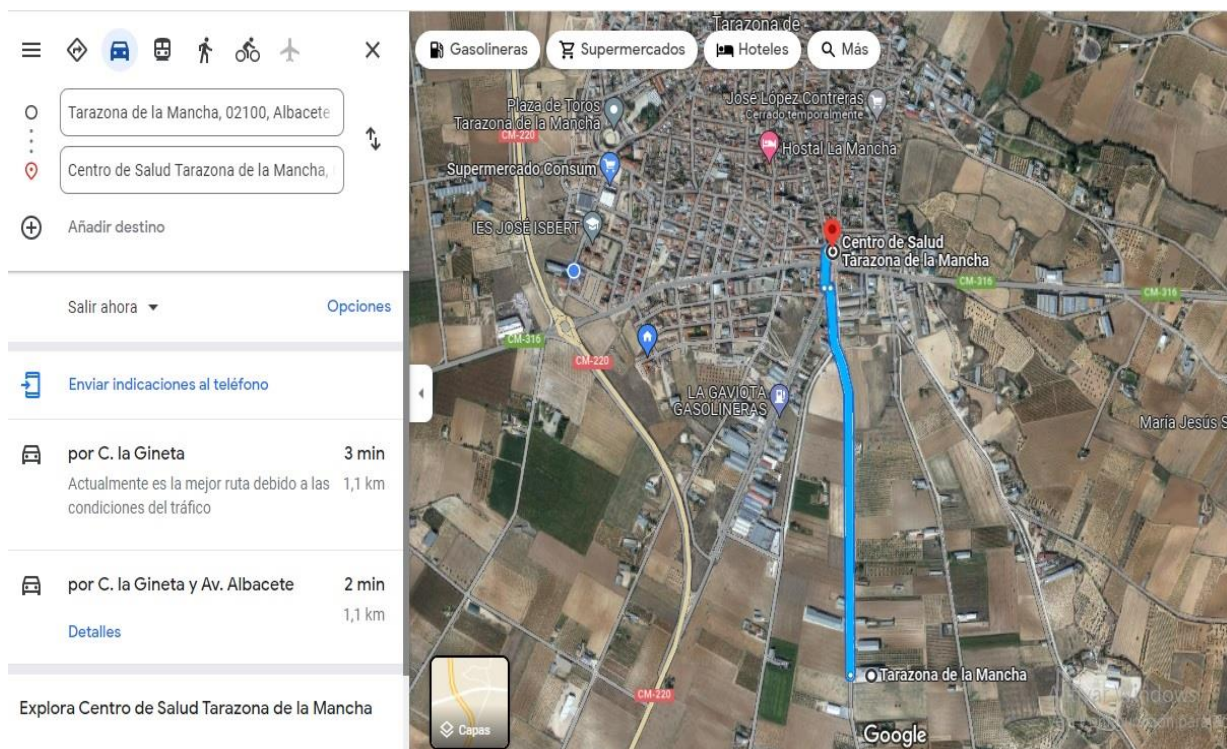 Tarazona de la Mancha, 02100, Albacete
Centro de Salud Tarazona de la Mancha,
Añadir destino
Salir ahora
Opciones
Enviar indicaciones al teléfono
por C. la Gineta
3 min
Actualmente es la mejor ruta debido a las
1,1 km
condiciones del tráfico
por C. la Gineta y Av. Albacete
2 min
1,1 km
Detalles
Explora Centro de Salud Tarazona de la Mancha
Gasolineras
Supermercados
Hoteles
Más
Tarazona de
Plaza de Toros
Tarazona de la Mancha
José López Contreras
Cerrado temporalmente
CM-220
Hostal La Mancha
Supermercado Consum
IES JOSÉ ISBERT
Centro de Salud
Tarazona de la Mancha
CM-316
CM-316
CM-316
CM-220
LA GAVIOTA
GASOLINERAS
María Jesús S
Tarazona de la Mancha
CM-220
Capas
Google